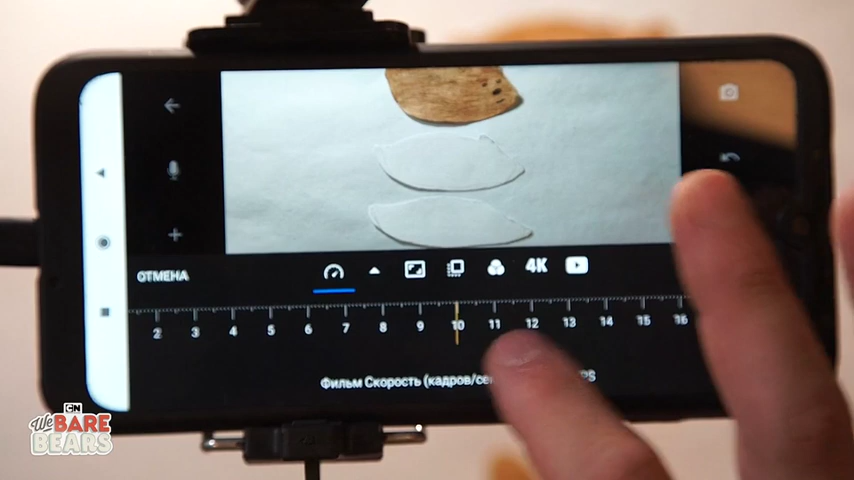 4K
ОТМЕНА
2 3 4 5 6 7 8 9 10 11 12 13 14 15 16
Фильм Скорость (кадров/се
CN
We BARE
BEARS